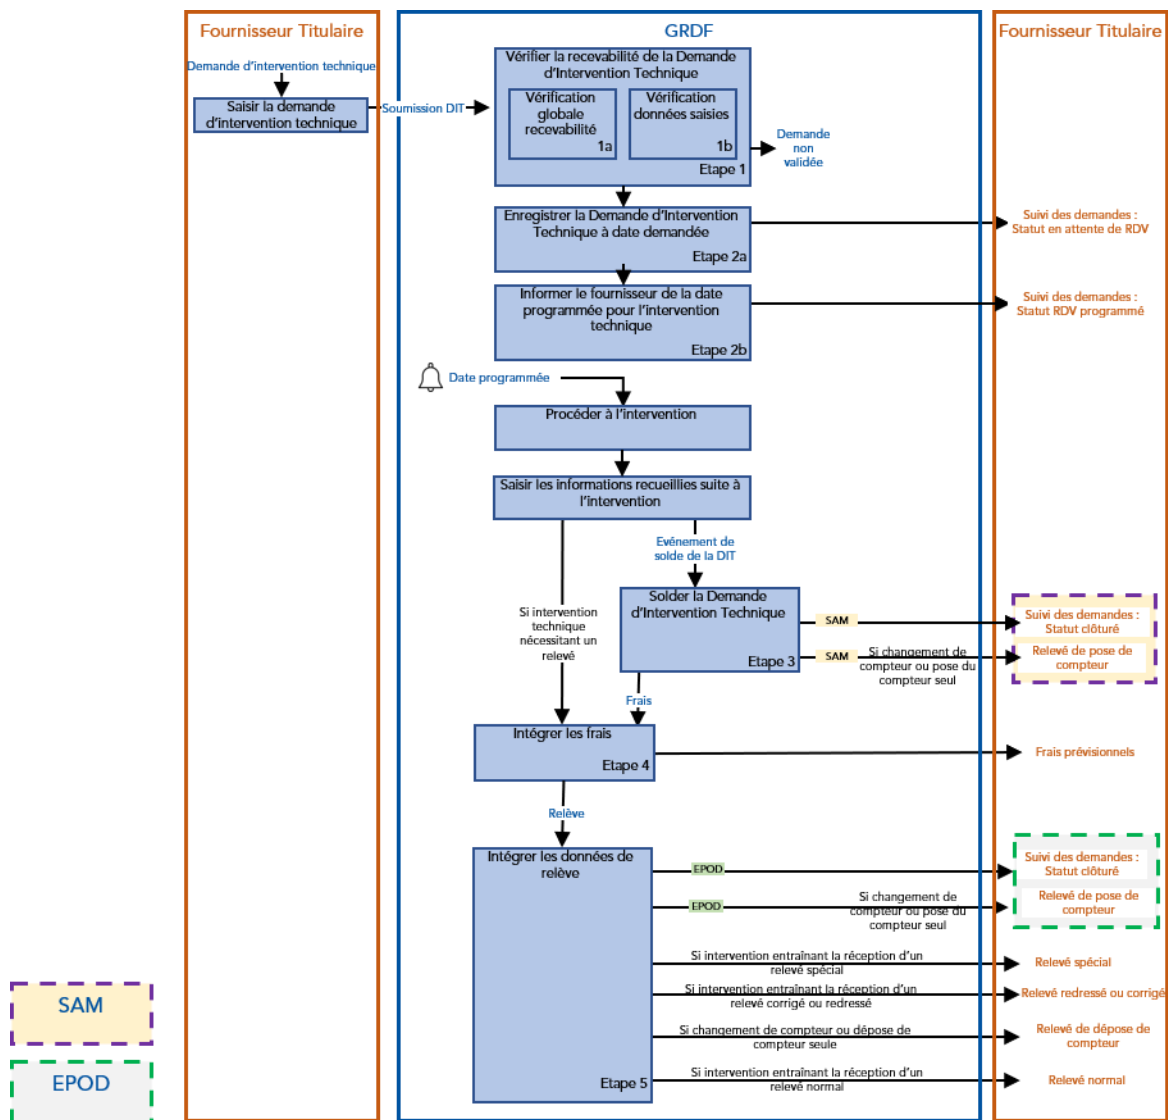 Fournisseur Titulaire
GRDF
Fournisseur Titulaire
Demande d'intervention technique
Saisir la demande
d'intervention technique
Soumission DIT
Vérifier la recevabilité de la Demande
d'Intervention Technique
Vérification
globale
recevabilité
1a
Vérification
données saisies
1b
Etape 1
Demande
non
validée
Enregistrer la Demande d'Intervention
Technique à date demandée
Etape 2a
Suivi des demandes :
Statut en attente de RDV
Informer le fournisseur de la date
programmée pour l'intervention
technique
Etape 2b
Suivi des demandes :
Statut RDV programmé
Date programmée
Procéder à l'intervention
Saisir les informations recueillies suite à
l'intervention
Evénement de
solde de la DIT
Si intervention
technique
nécessitant un
relevé
Solder la Demande
d'Intervention Technique
Etape 3
SAM
Suivi des demandes :
Statut clôturé
SAM
Si changement de
compteur ou pose du
compteur seul
Relevé de pose de
compteur
Frais
Intégrer les frais
Etape 4
Frais prévisionnels
Relève
Intégrer les données de
relève
Etape 5
EPOD
Suivi des demandes :
Statut clôturé
EPOD
Si changement de
compteur ou pose du
compteur seul
Relevé de pose de
compteur
Si intervention entraînant la réception d'un
relevé spécial
Relevé spécial
Si intervention entraînant la réception d'un
relevé corrigé ou redressé
Relevé redressé ou corrigé
Si changement de compteur ou dépose de
compteur seule
Relevé de dépose de
compteur
Si intervention entraînant la réception d'un
relevé normal
Relevé normal
SAM
EPOD